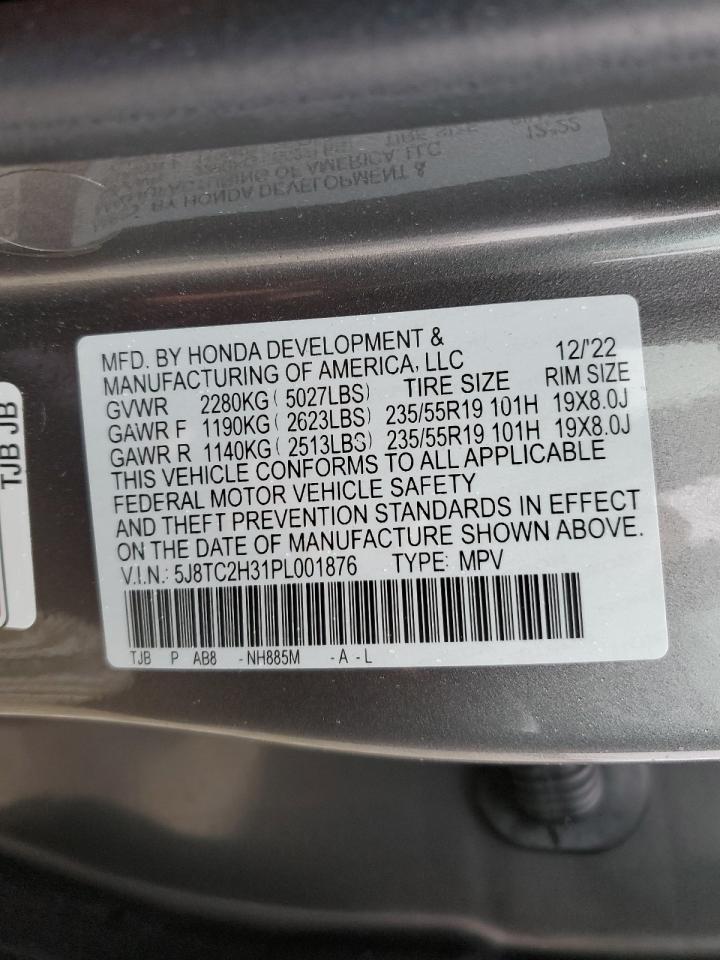 MFD. BY HONDA DEVELOPMENT &
MANUFACTURING OF AMERICA, LLC 12/'22
GVWR 2280KG ( 5027LBS) TIRE SIZE RIM SIZE
GAWR F 1190KG ( 2623LBS) 235/55R19 101H 19X8.0J
GAWR R 1140KG ( 2513LBS) 235/55R19 101H 19X8.0J
THIS VEHICLE CONFORMS TO ALL APPLICABLE
FEDERAL MOTOR VEHICLE SAFETY
AND THEFT PREVENTION STANDARDS IN EFFECT
ON THE DATE OF MANUFACTURE SHOWN ABOVE.
V.I.N.: 5J8TC2H31PL001876 TYPE: MPV
TJB P AB8 -NH885M -A -L
TJB JB